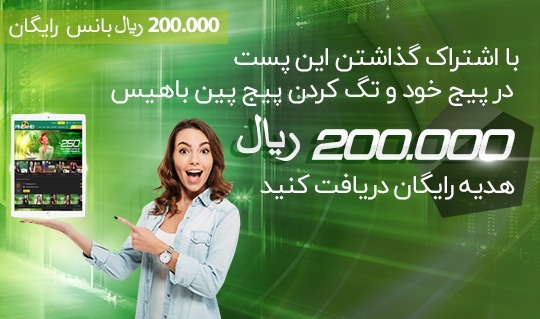 200.000 ریال بانس رایگان
با اشتراک گذاشتن این پست
در پیج خود و تگ کردن پیج پین باهیس
200.000 ریال
هدیه رایگان دریافت کنید
250